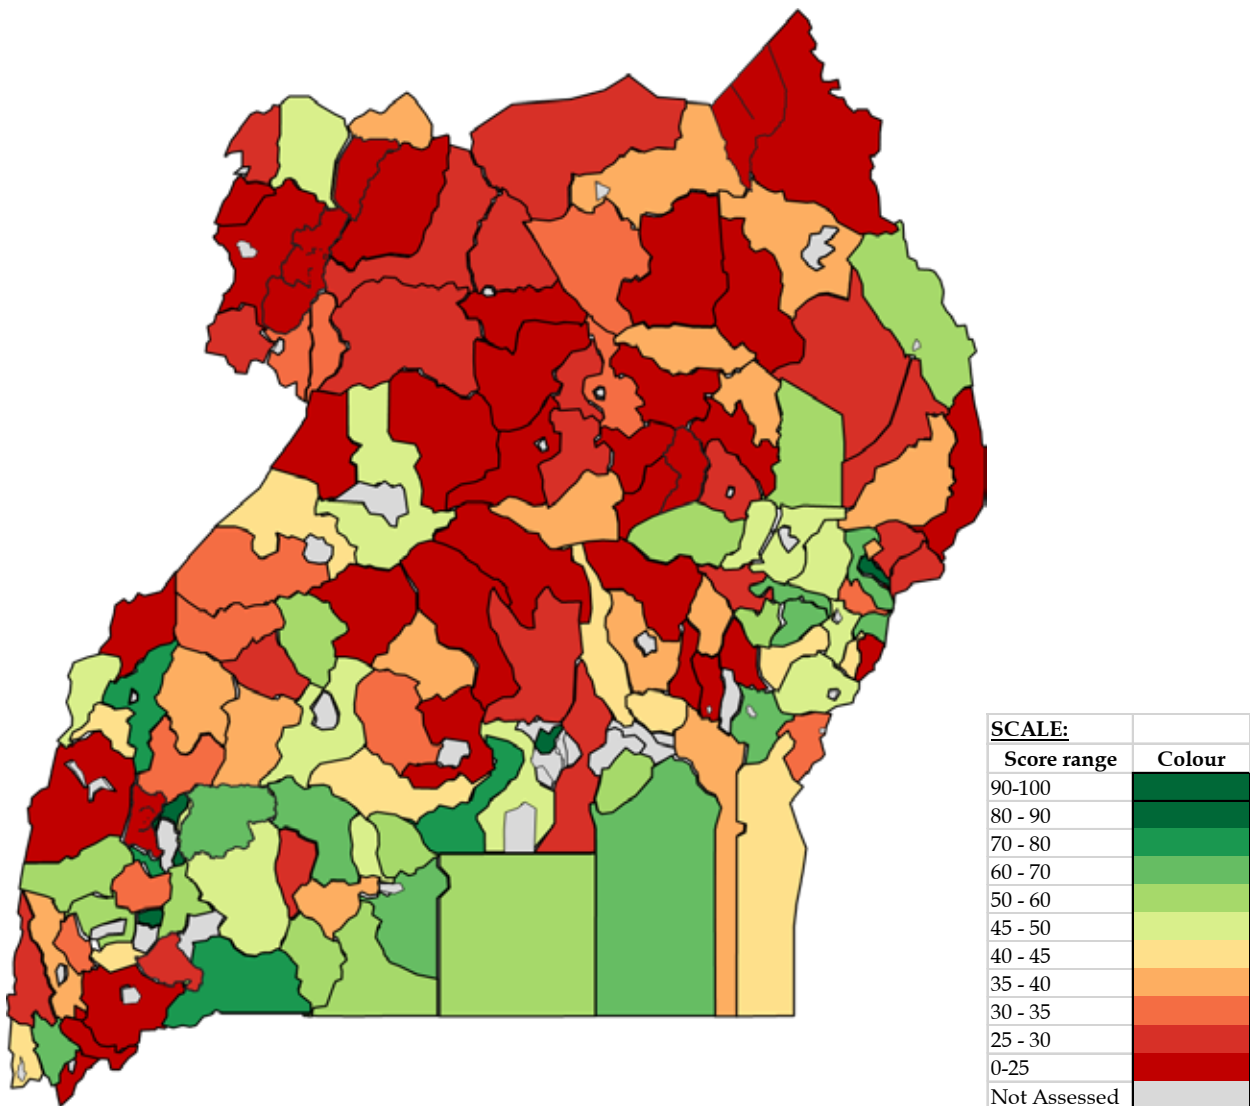 SCALE:
Score range Colour
90-100
80 - 90
70 - 80
60 - 70
50 - 60
45 - 50
40 - 45
35 - 40
30 - 35
25 - 30
0-25
Not Assessed